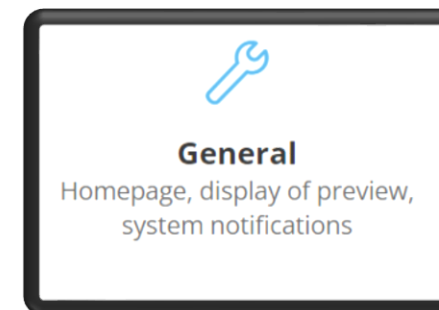 General
Homepage, display of preview,
system notifications